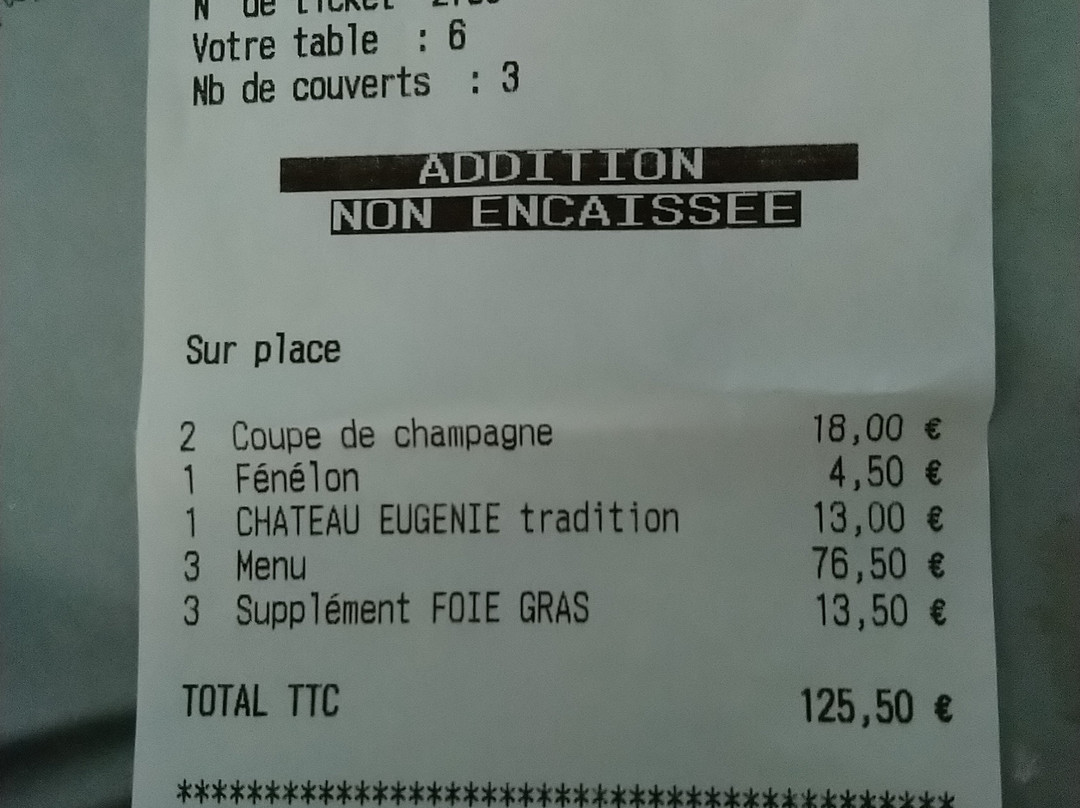 N° de ticket
Votre table : 6
Nb de couverts : 3
ADDITION
NON ENCAISSEE
Sur place
2 Coupe de champagne 18,00 €
1 Fénélon 4,50 €
1 CHATEAU EUGENIE tradition 13,00 €
3 Menu 76,50 €
3 Supplément FOIE GRAS 13,50 €
TOTAL TTC 125,50 €
********************************************